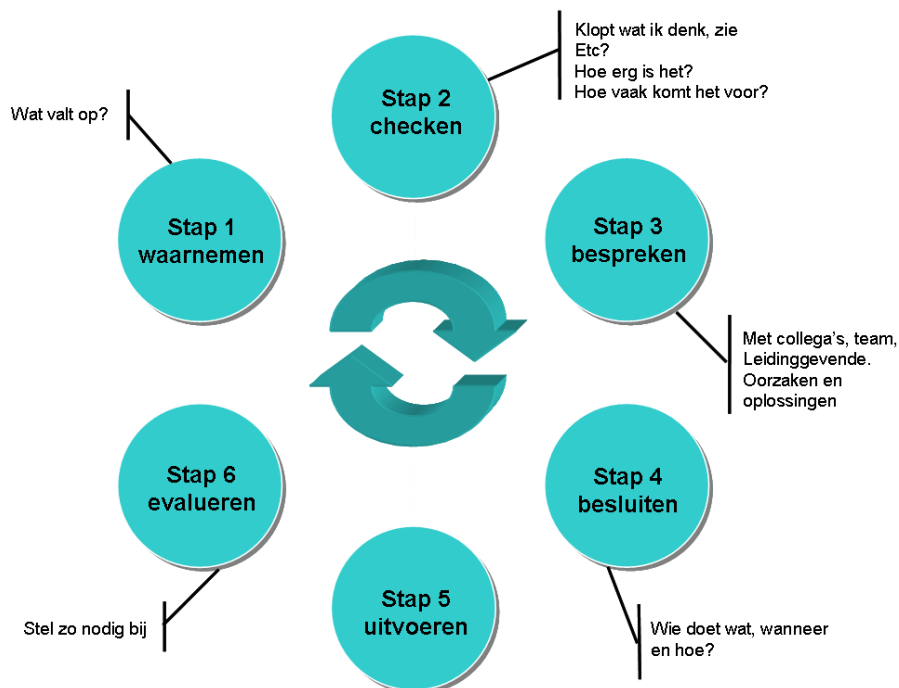 Wat valt op?
Stap 1
waarnemen
Klopt wat ik denk, zie
Etc?
Hoe erg is het?
Hoe vaak komt het voor?
Stap 2
checken
Stap 3
bespreken
Met collega's, team,
Leidinggevende.
Oorzaken en
oplossingen
Stap 4
besluiten
Wie doet wat, wanneer
en hoe?
Stap 5
uitvoeren
Stap 6
evalueren
Stel zo nodig bij